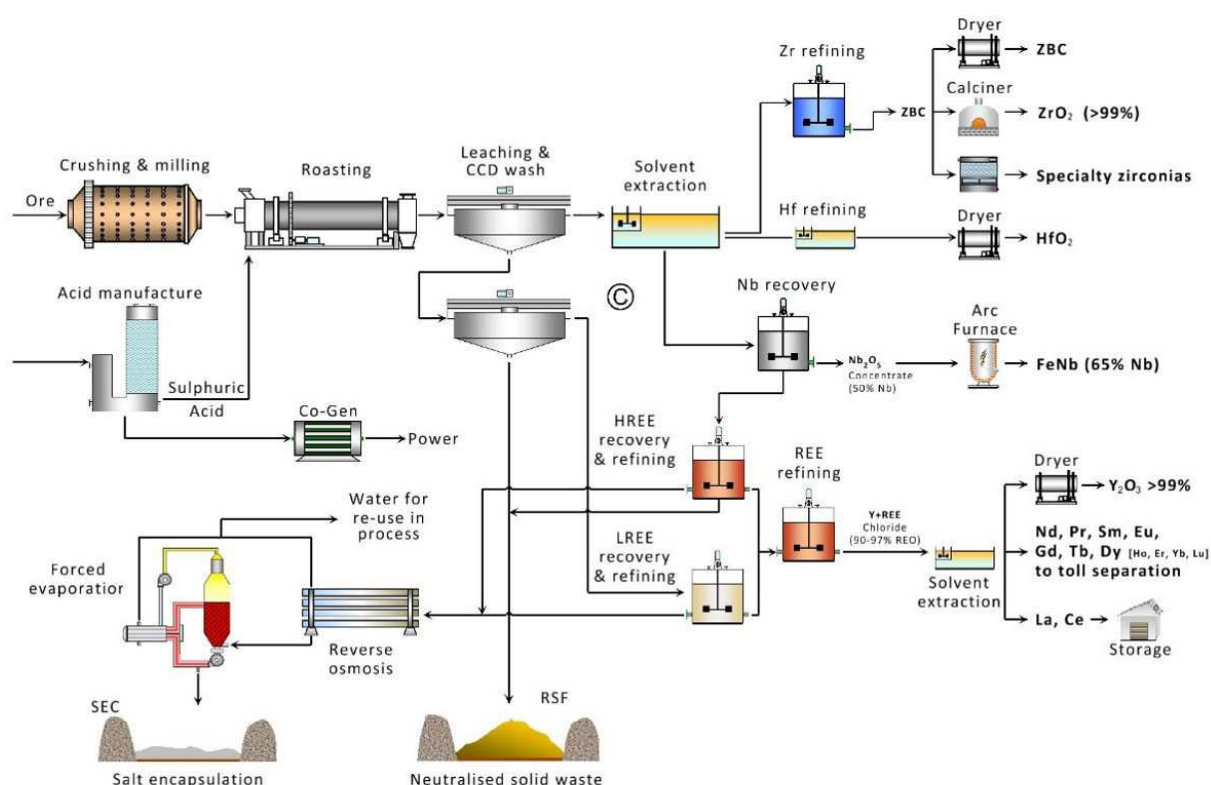 Dryer
ZBC
Zr refining
Calciner
ZBC
ZrO₂ (>99%)
Specialty zirconias
Crushing & milling
Ore
Roasting
Leaching &
CCD wash
Solvent
extraction
Hf refining
Dryer
HfO₂
Acid manufacture
Sulphuric
Acid
©
Nb recovery
Nb₂O₅
Concentrate
(50% Nb)
Arc
Furnace
FeNb (65% Nb)
Co-Gen
Power
HREE
recovery
& refining
REE
refining
Y+REE
Chloride
(90-97% REO)
Solvent
extraction
Dryer
Y₂O₃ >99%
Nd, Pr, Sm, Eu,
Gd, Tb, Dy [Ho, Er, Yb, Lu]
to toll separation
La, Ce
Storage
Water for
re-use in
process
LREE
recovery
& refining
Forced
evaporatior
Reverse
osmosis
SEC
Salt encapsulation
RSF
Neutralised solid waste